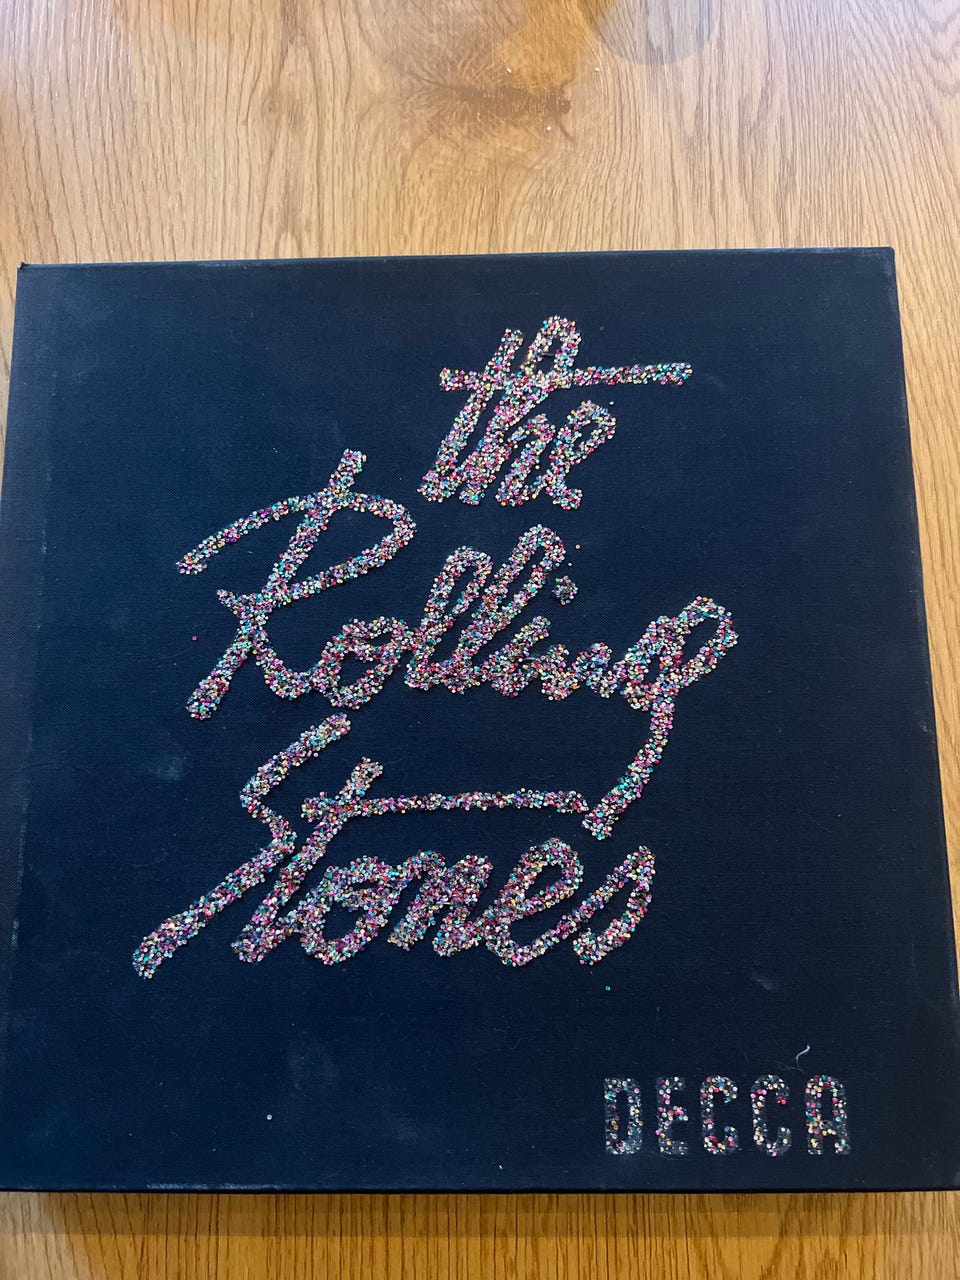 the
Rolling
Stones
DECCA